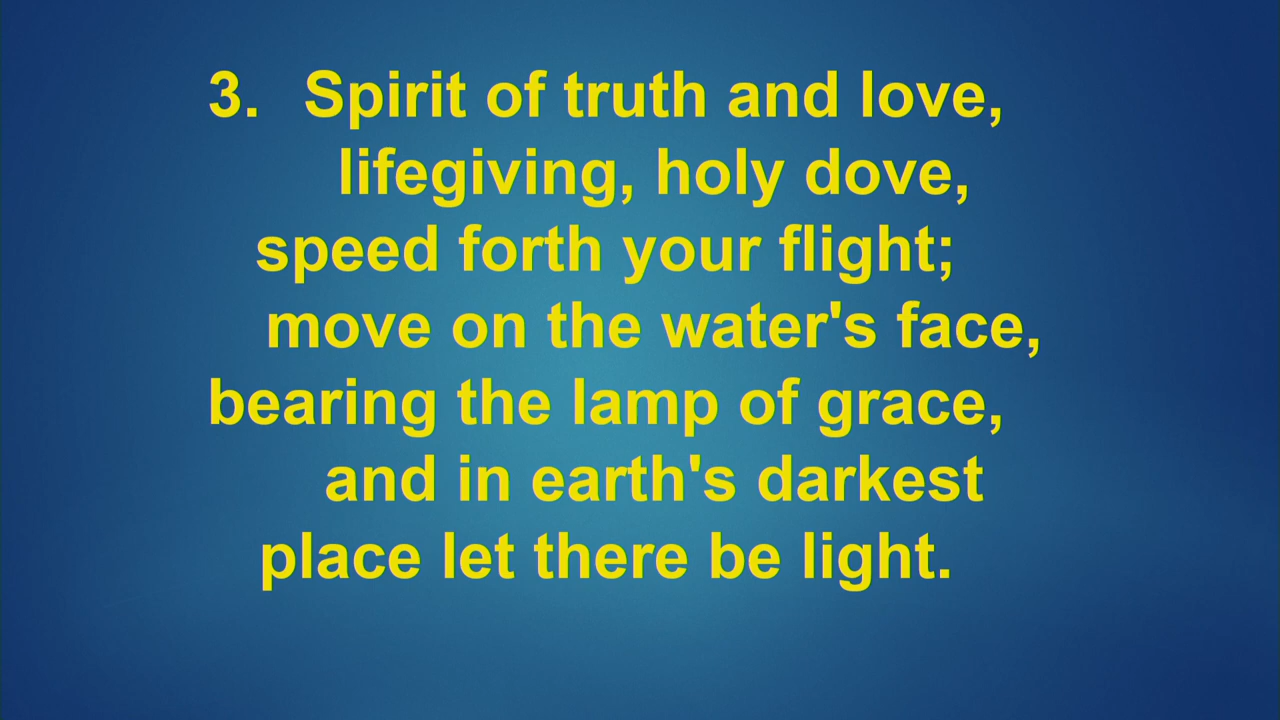 3. Spirit of truth and love,
lifegiving, holy dove,
speed forth your flight;
move on the water's face,
bearing the lamp of grace,
and in earth's darkest
place let there be light.